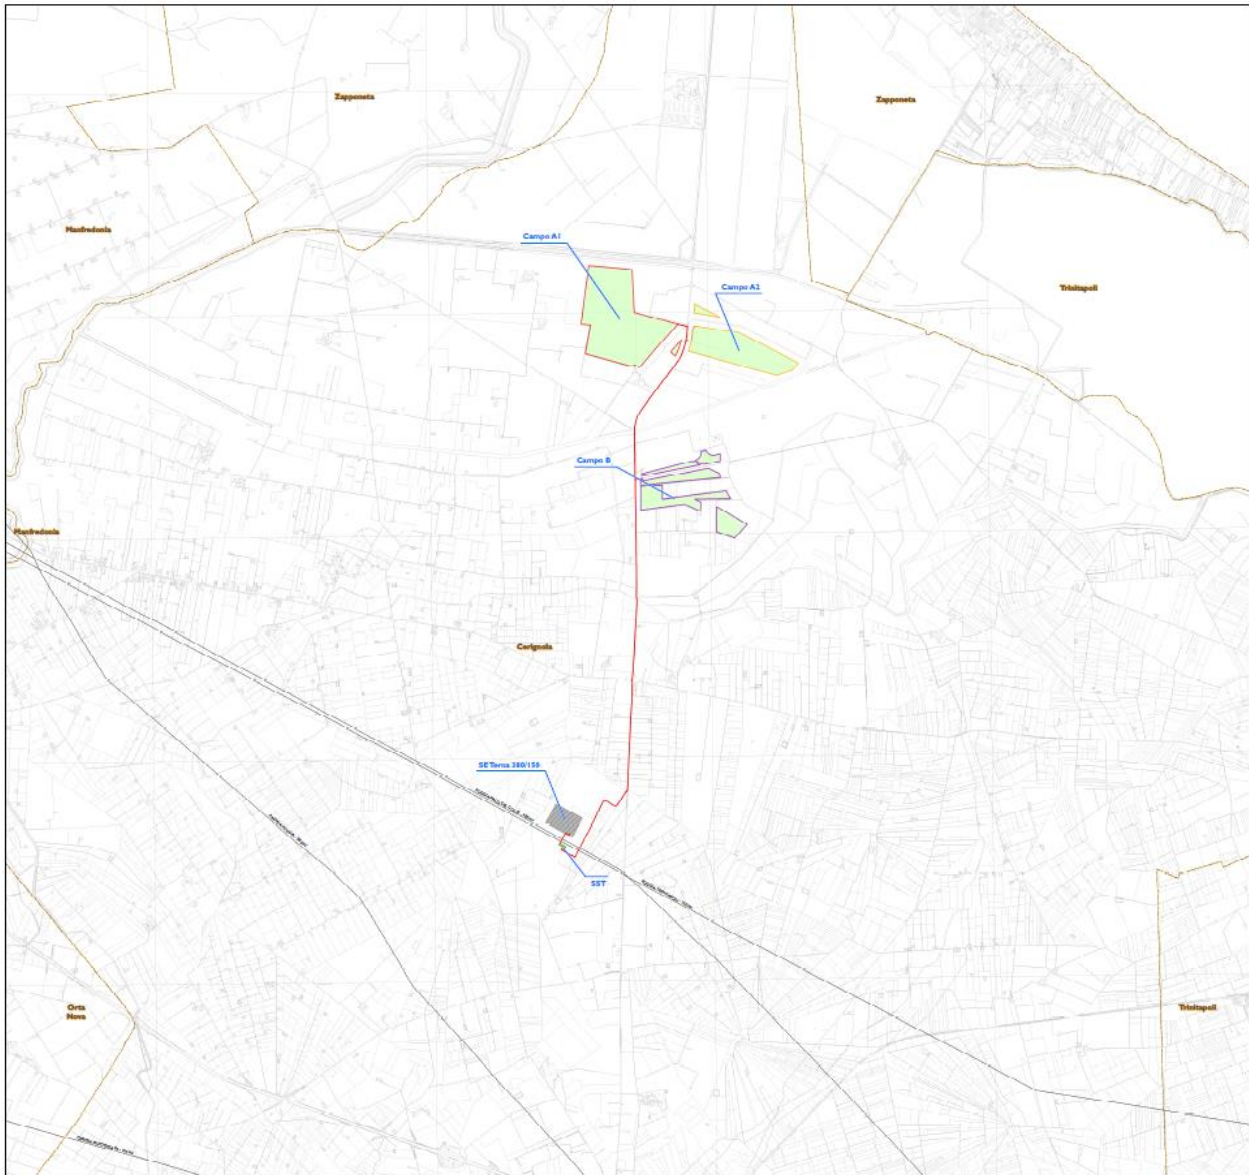 Zapponeta
Zapponeta
Manfredonia
Campo A1
Campo A2
Trinitapoli
Campo B
Manfredonia
Cerignola
SE Terna 380/150
SST
Orta
Nova
Trinitapoli